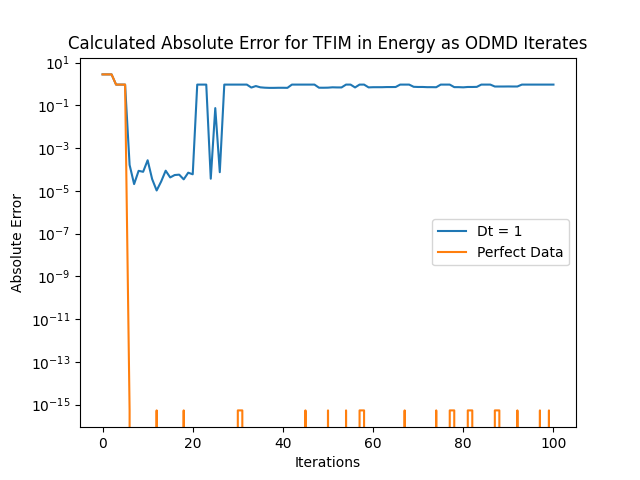 Calculated Absolute Error for TFIM in Energy as ODMD Iterates
Absolute Error
10¹
10⁻¹
10⁻³
10⁻⁵
10⁻⁷
10⁻⁹
10⁻¹¹
10⁻¹³
10⁻¹⁵
Dt = 1
Perfect Data
0 20 40 60 80 100
Iterations